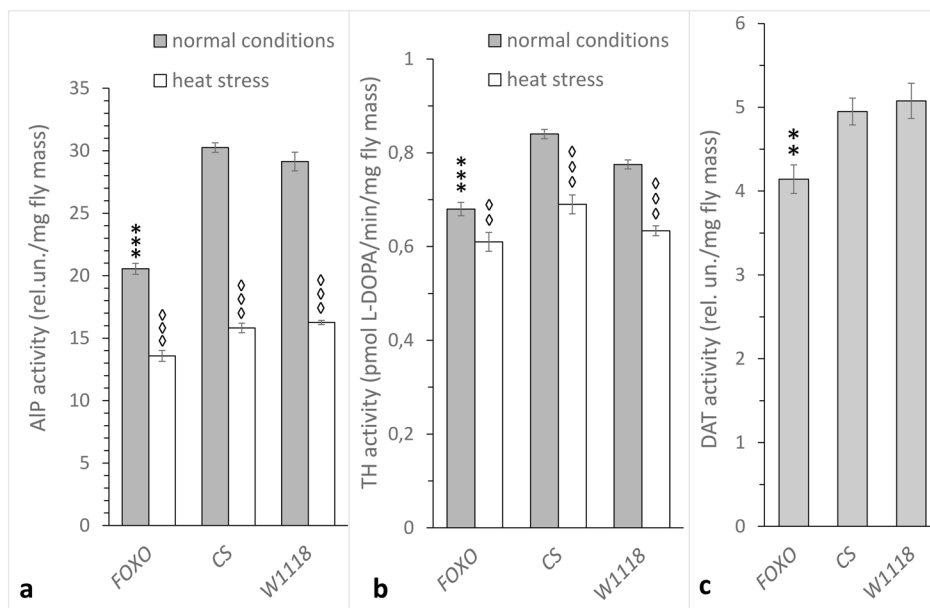 normal conditions
heat stress
AlP activity (rel.un./mg fly mass)
35
30
25
20
15
10
5
0
***
◊◊◊
◊◊◊
◊◊◊
FOXO
CS
W1118
a
normal conditions
heat stress
TH activity (pmol L-DOPA/min/mg fly mass)
1
0,8
0,6
0,4
0,2
0
***
◊◊
◊◊◊
◊◊◊
FOXO
CS
W1118
b
DAT activity (rel. un./mg fly mass)
6
5
4
3
2
1
0
**
FOXO
CS
W1118
c